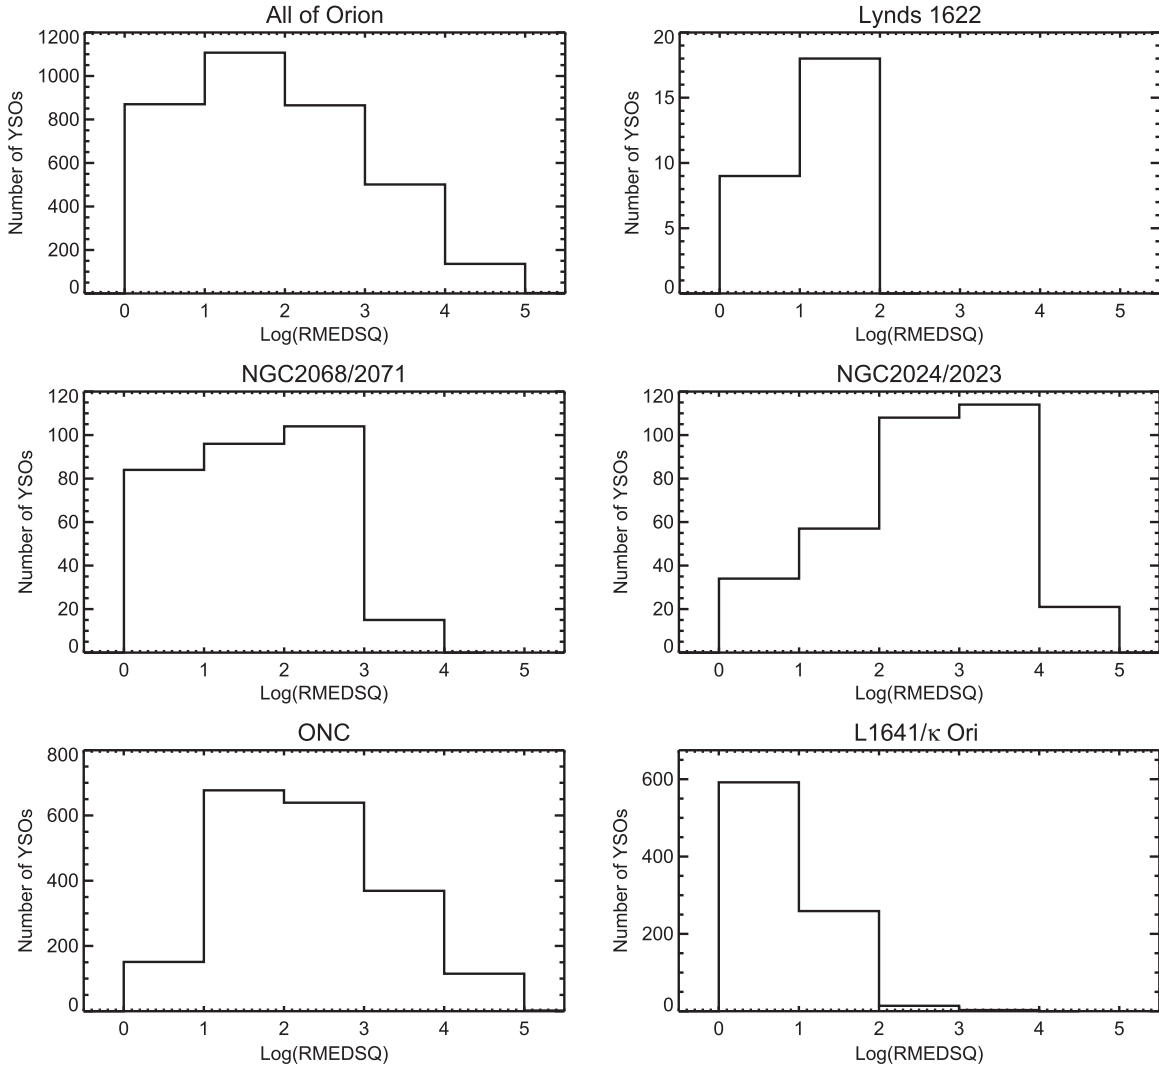 All of Orion
1200
1000
800
600
400
200
0
Number of YSOs
0 1 2 3 4 5
Log(RMEDSQ)
Lynds 1622
20
15
10
5
0
Number of YSOs
0 1 2 3 4 5
Log(RMEDSQ)
NGC2068/2071
120
100
80
60
40
20
0
Number of YSOs
0 1 2 3 4 5
Log(RMEDSQ)
NGC2024/2023
120
100
80
60
40
20
0
Number of YSOs
0 1 2 3 4 5
Log(RMEDSQ)
ONC
800
600
400
200
0
Number of YSOs
0 1 2 3 4 5
Log(RMEDSQ)
L1641/κ Ori
600
400
200
0
Number of YSOs
0 1 2 3 4 5
Log(RMEDSQ)